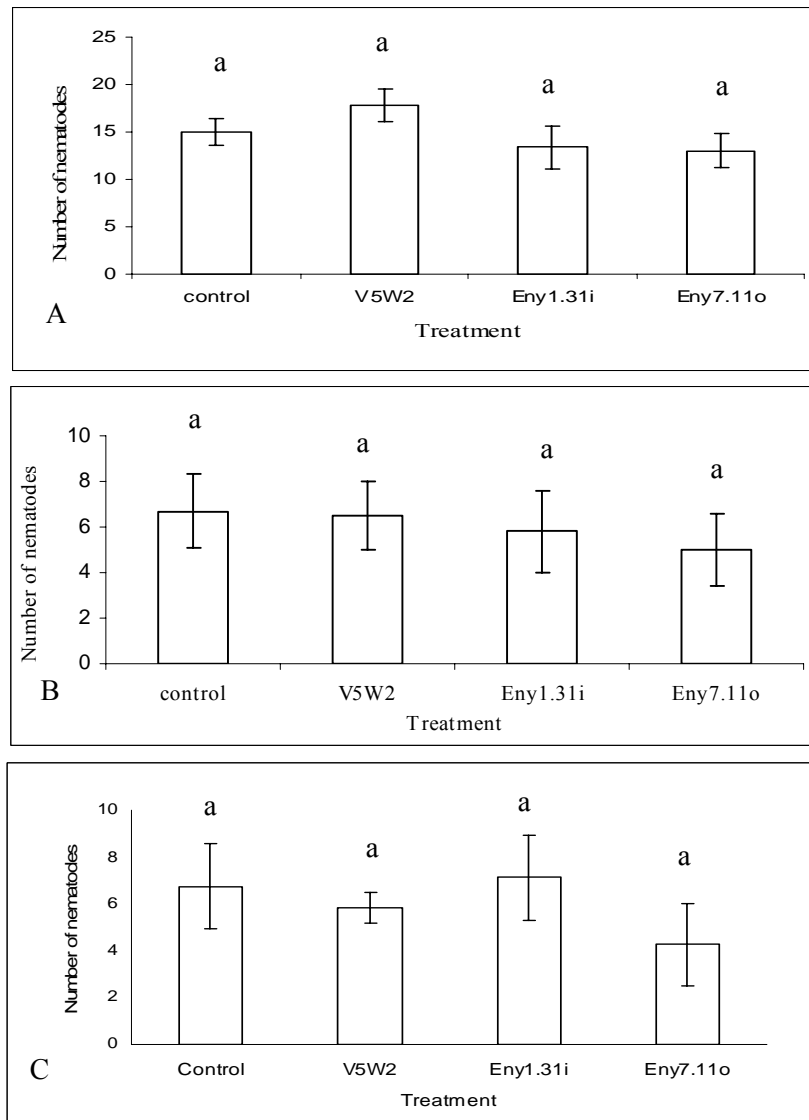 Number of nematodes
25
20
15
10
5
0
a
a
a
a
control
V5W2
Eny1.31i
Eny7.11o
Treatment
A
Number of nematodes
10
8
6
4
2
0
a
a
a
a
control
V5W2
Eny1.31i
Eny7.11o
Treatment
B
Number of nematodes
10
8
6
4
2
0
a
a
a
a
Control
V5W2
Eny1.31i
Eny7.11o
Treatment
C